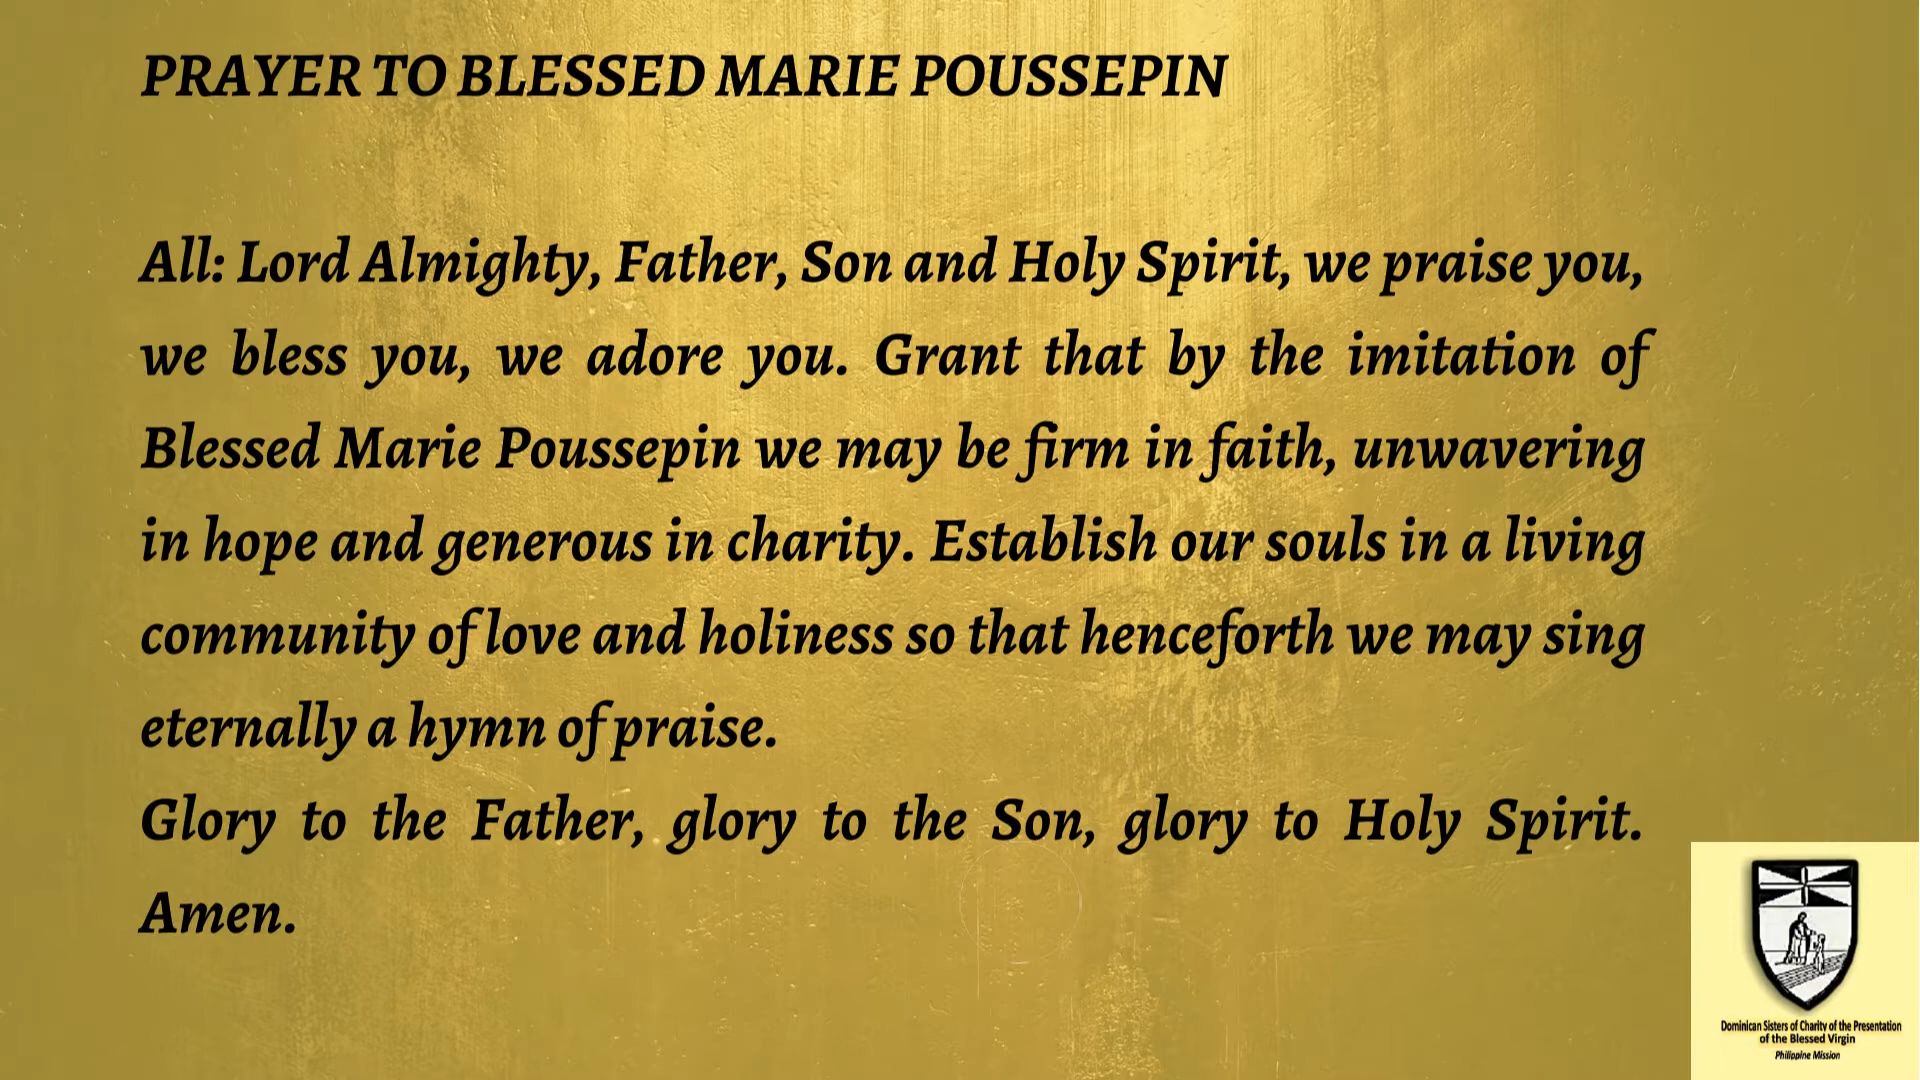 PRAYER TO BLESSED MARIE POUSSEPIN
All: Lord Almighty, Father, Son and Holy Spirit, we praise you,
we bless you, we adore you. Grant that by the imitation of
Blessed Marie Poussepin we may be firm in faith, unwavering
in hope and generous in charity. Establish our souls in a living
community of love and holiness so that henceforth we may sing
eternally a hymn of praise.
Glory to the Father, glory to the Son, glory to Holy Spirit.
Amen.
Dominican Sisters of Charity of the Presentation
of the Blessed Virgin
Philippine Mission